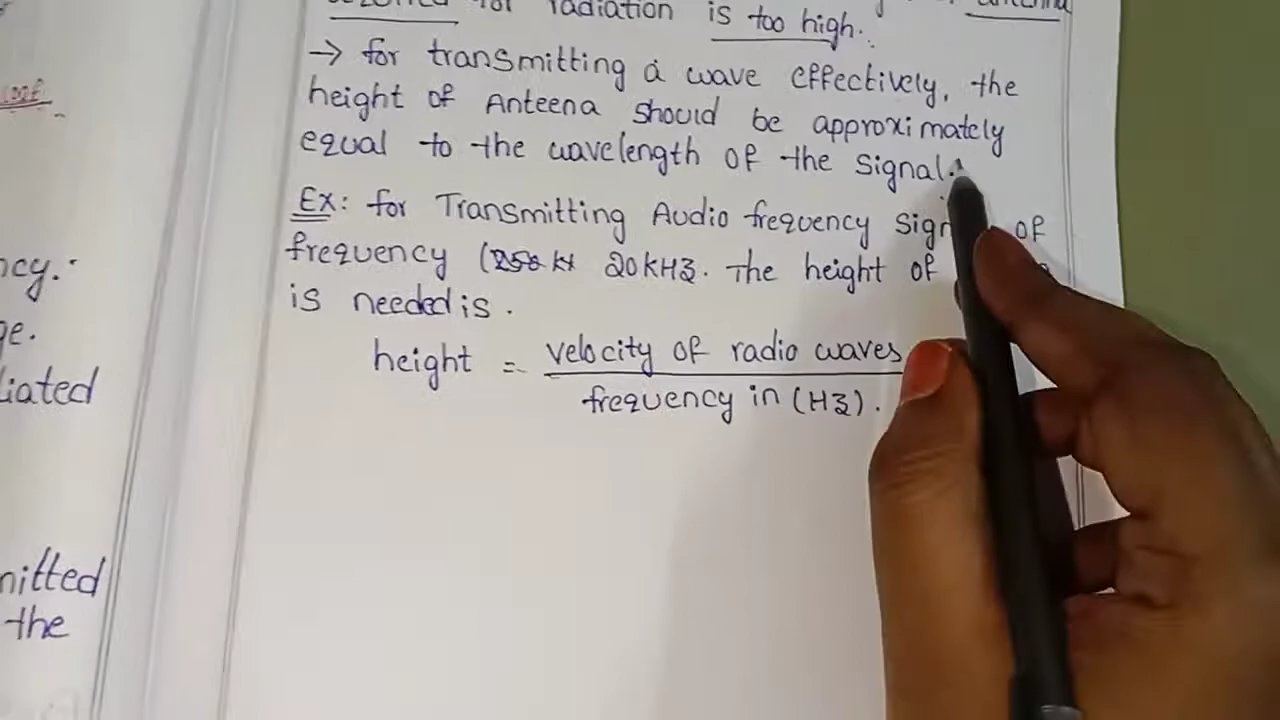 for radiation is too high.
→ for transmitting a wave effectively, the
height of Anteena should be approximately
equal to the wavelength of the signal.
Ex: for Transmitting Audio frequency sign of
frequency ( 20KHz. The height of
is needed is.
height = velocity of radio waves
frequency in (Hz).
ncy.
ge.
liated
mitted
the